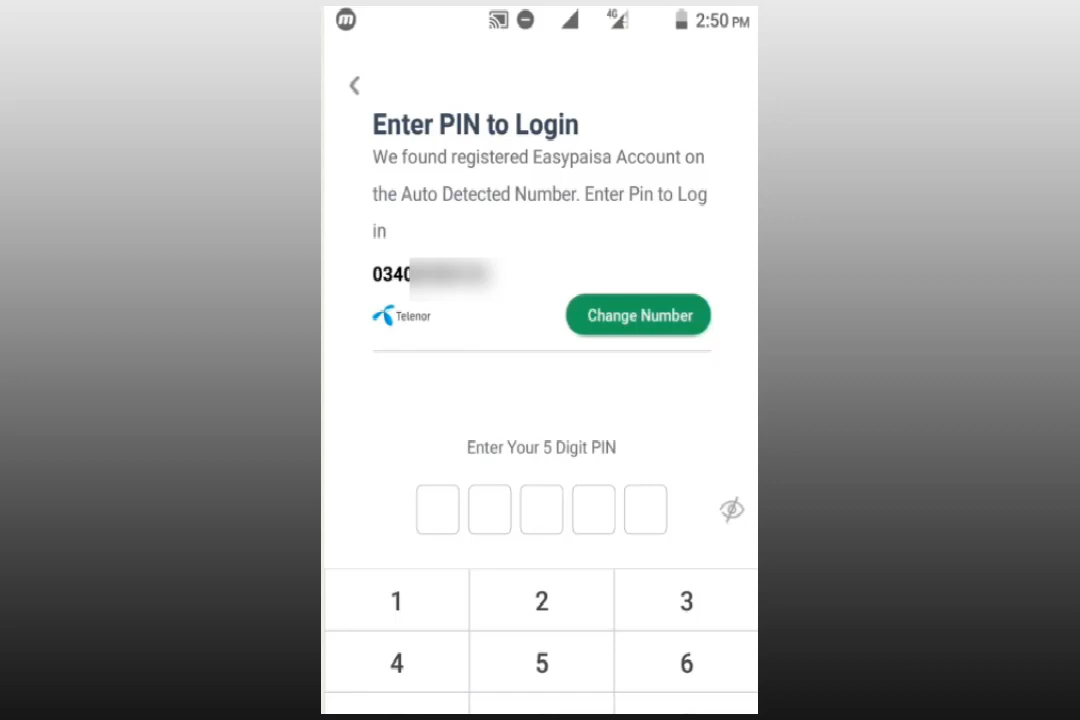 4G 2:50 PM
Enter PIN to Login
We found registered Easypaisa Account on
the Auto Detected Number. Enter Pin to Log
in
0340
Telenor Change Number
Enter Your 5 Digit PIN
1 2 3
4 5 6